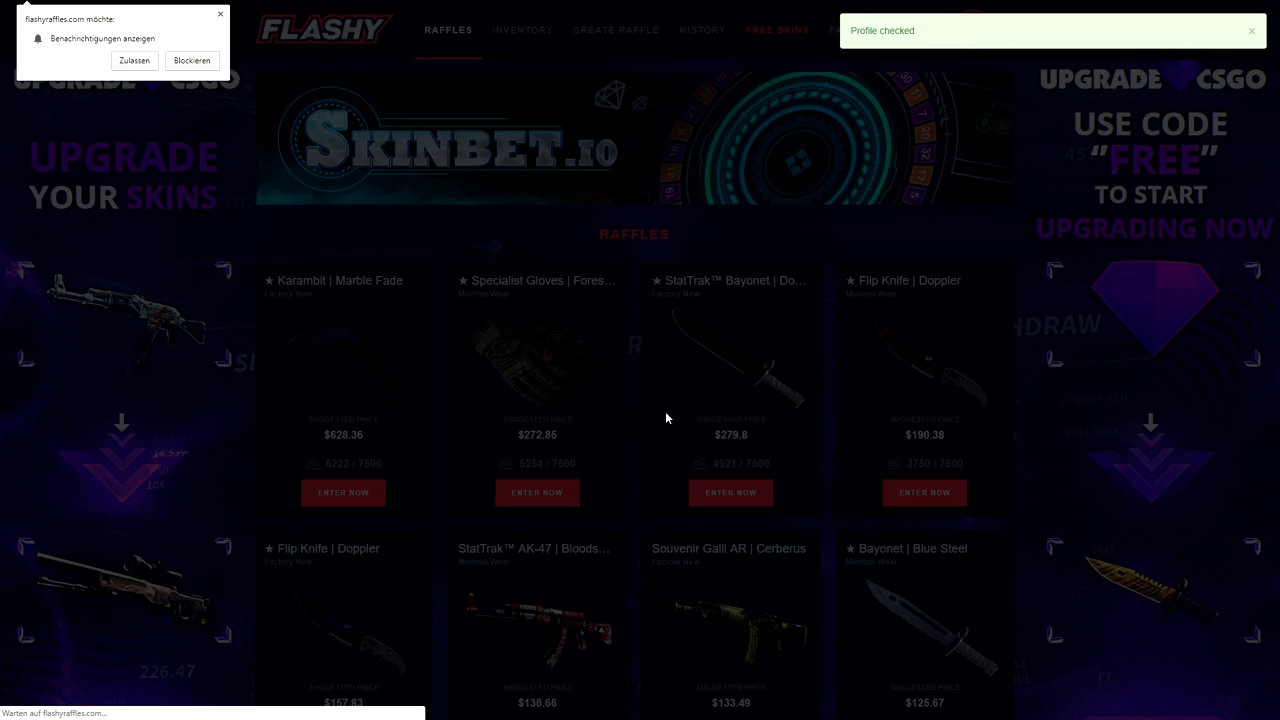 flashyraffles.com möchte:
Benachrichtigungen anzeigen
Zulassen Blockieren
FLASHY
RAFFLES INVENTORY CREATE RAFFLE HISTORY FREE SKINS
Profile checked
UPGRADE CSGO
UPGRADE
YOUR SKINS
SKINBET.IO
UPGRADE CSGO
USE CODE
"FREE"
TO START
UPGRADING NOW
RAFFLES
★ Karambit | Marble Fade
Factory New
SUGGESTED PRICE
$628.36
6222 / 7500
ENTER NOW
★ Specialist Gloves | Fores...
Minimal Wear
SUGGESTED PRICE
$272.85
5254 / 7500
ENTER NOW
★ StatTrak™ Bayonet | Do...
Factory New
SUGGESTED PRICE
$279.8
4921 / 7500
ENTER NOW
★ Flip Knife | Doppler
Minimal Wear
SUGGESTED PRICE
$190.38
3750 / 7500
ENTER NOW
★ Flip Knife | Doppler
Factory New
SUGGESTED PRICE
$157.83
StatTrak™ AK-47 | Bloods...
Minimal Wear
SUGGESTED PRICE
$136.66
Souvenir Galil AR | Cerberus
Factory New
SUGGESTED PRICE
$133.49
★ Bayonet | Blue Steel
Minimal Wear
SUGGESTED PRICE
$125.67
226.47
Warten auf flashyraffles.com...